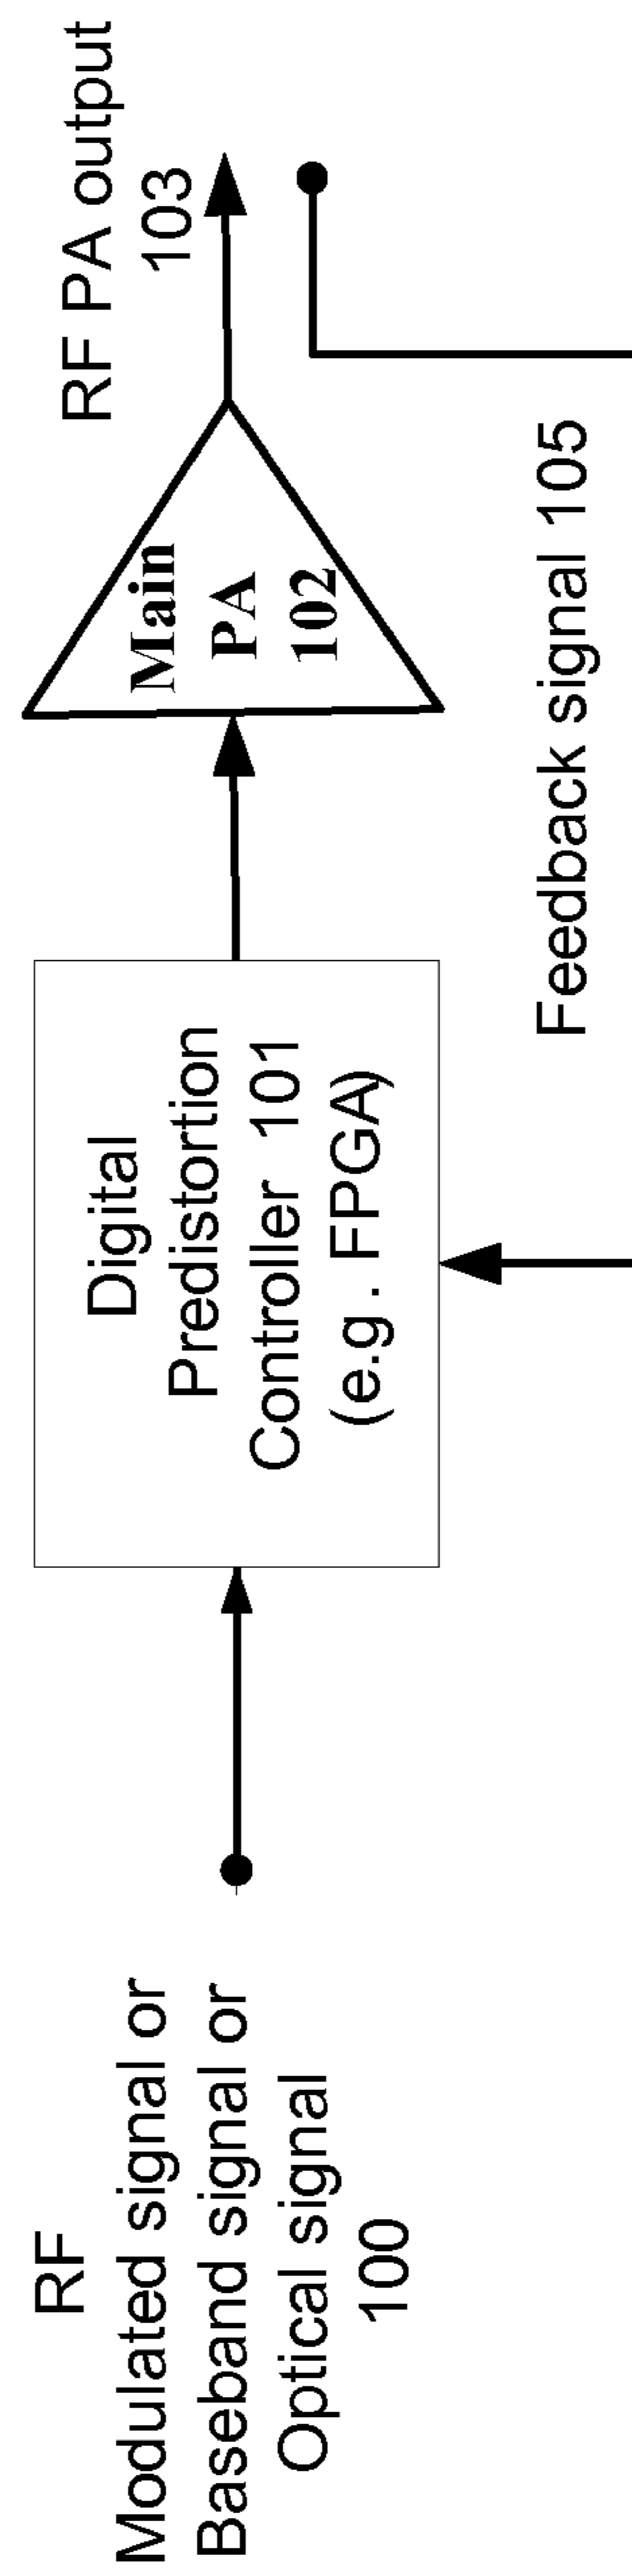 RF
Modulated signal or
Baseband signal or
Optical signal
100
Digital
Predistortion
Controller 101
(e.g . FPGA)
Main
PA
102
RF PA output
103
Feedback signal 105